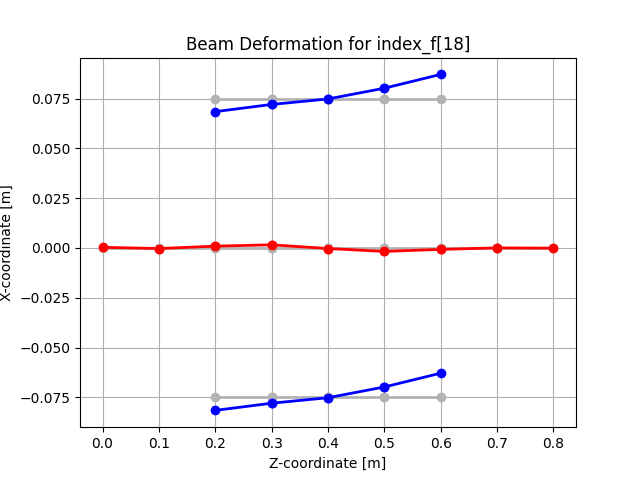 Beam Deformation for index_f[18]
X-coordinate [m]
0.075
0.050
0.025
0.000
−0.025
−0.050
−0.075
0.0 0.1 0.2 0.3 0.4 0.5 0.6 0.7 0.8
Z-coordinate [m]